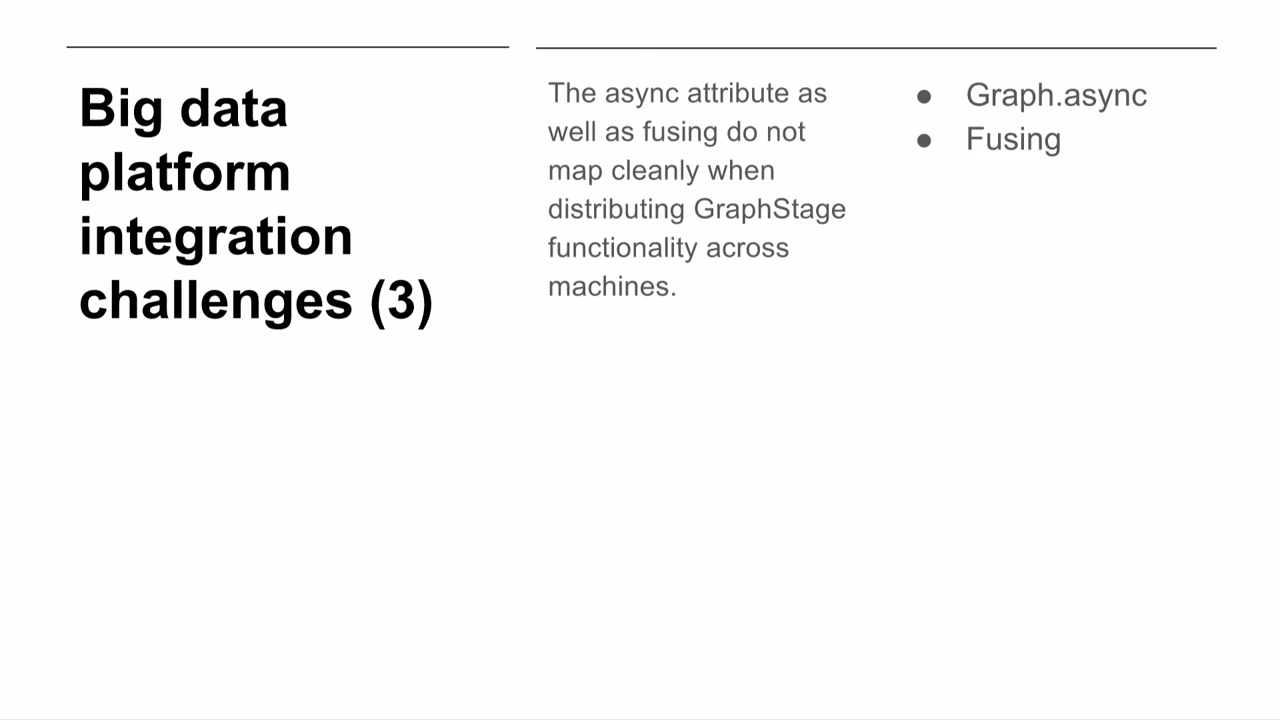 Big data
platform
integration
challenges (3)
The async attribute as
well as fusing do not
map cleanly when
distributing GraphStage
functionality across
machines.
● Graph.async
● Fusing